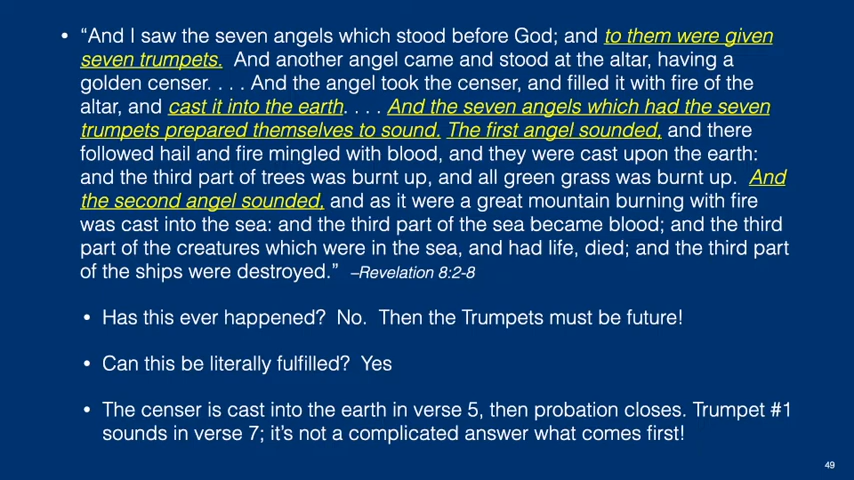 • “And I saw the seven angels which stood before God; and to them were given
seven trumpets.  And another angel came and stood at the altar, having a
golden censer. . . . And the angel took the censer, and filled it with fire of the
altar, and cast it into the earth. . . . And the seven angels which had the seven
trumpets prepared themselves to sound. The first angel sounded, and there
followed hail and fire mingled with blood, and they were cast upon the earth:
and the third part of trees was burnt up, and all green grass was burnt up.  And
the second angel sounded, and as it were a great mountain burning with fire
was cast into the sea: and the third part of the sea became blood; and the third
part of the creatures which were in the sea, and had life, died; and the third part
of the ships were destroyed.”  –Revelation 8:2-8
• Has this ever happened?  No.  Then the Trumpets must be future!
• Can this be literally fulfilled?  Yes
• The censer is cast into the earth in verse 5, then probation closes. Trumpet #1
sounds in verse 7; it’s not a complicated answer what comes first!
49